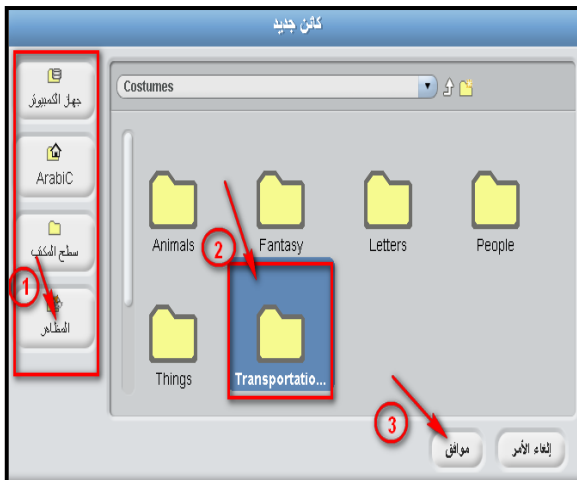 كائن جديد
جهاز الكمبيوتر
ArabiC
سطح المكتب
المظاهر
1
Costumes
Animals
Fantasy
Letters
People
2
Things
Transportatio...
3
موافق
إلغاء الأمر